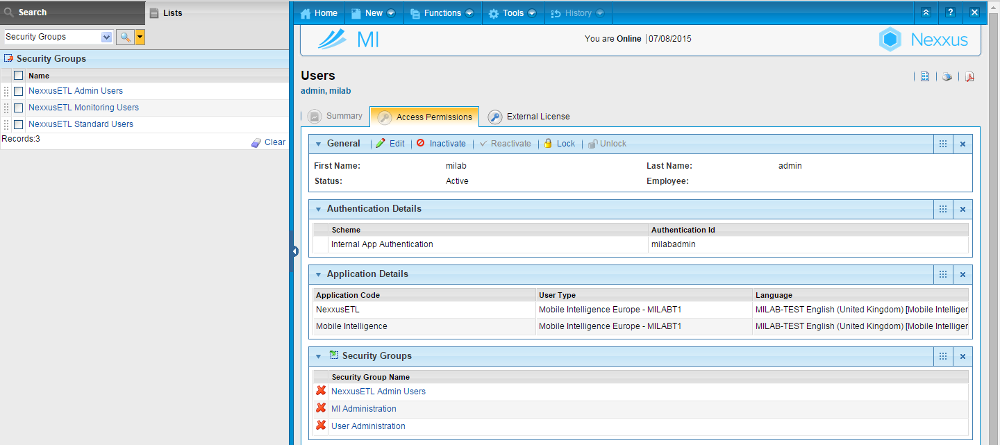 Search
Lists
Security Groups
Security Groups
Name
NexxusETL Admin Users
NexxusETL Monitoring Users
NexxusETL Standard Users
Records:3
Clear
Home New Functions Tools History ?
MI
You are Online 07/08/2015
Nexxus
Users
admin, milab
Summary Access Permissions External License
General Edit Inactivate Reactivate Lock Unlock
First Name: milab Last Name: admin
Status: Active Employee:
Authentication Details
Scheme Authentication Id
Internal App Authentication milabadmin
Application Details
Application Code User Type Language
NexxusETL Mobile Intelligence Europe - MILABT1 MILAB-TEST English (United Kingdom) [Mobile Intelliger
Mobile Intelligence Mobile Intelligence Europe - MILABT1 MILAB-TEST English (United Kingdom) [Mobile Intelliger
Security Groups
Security Group Name
NexxusETL Admin Users
MI Administration
User Administration